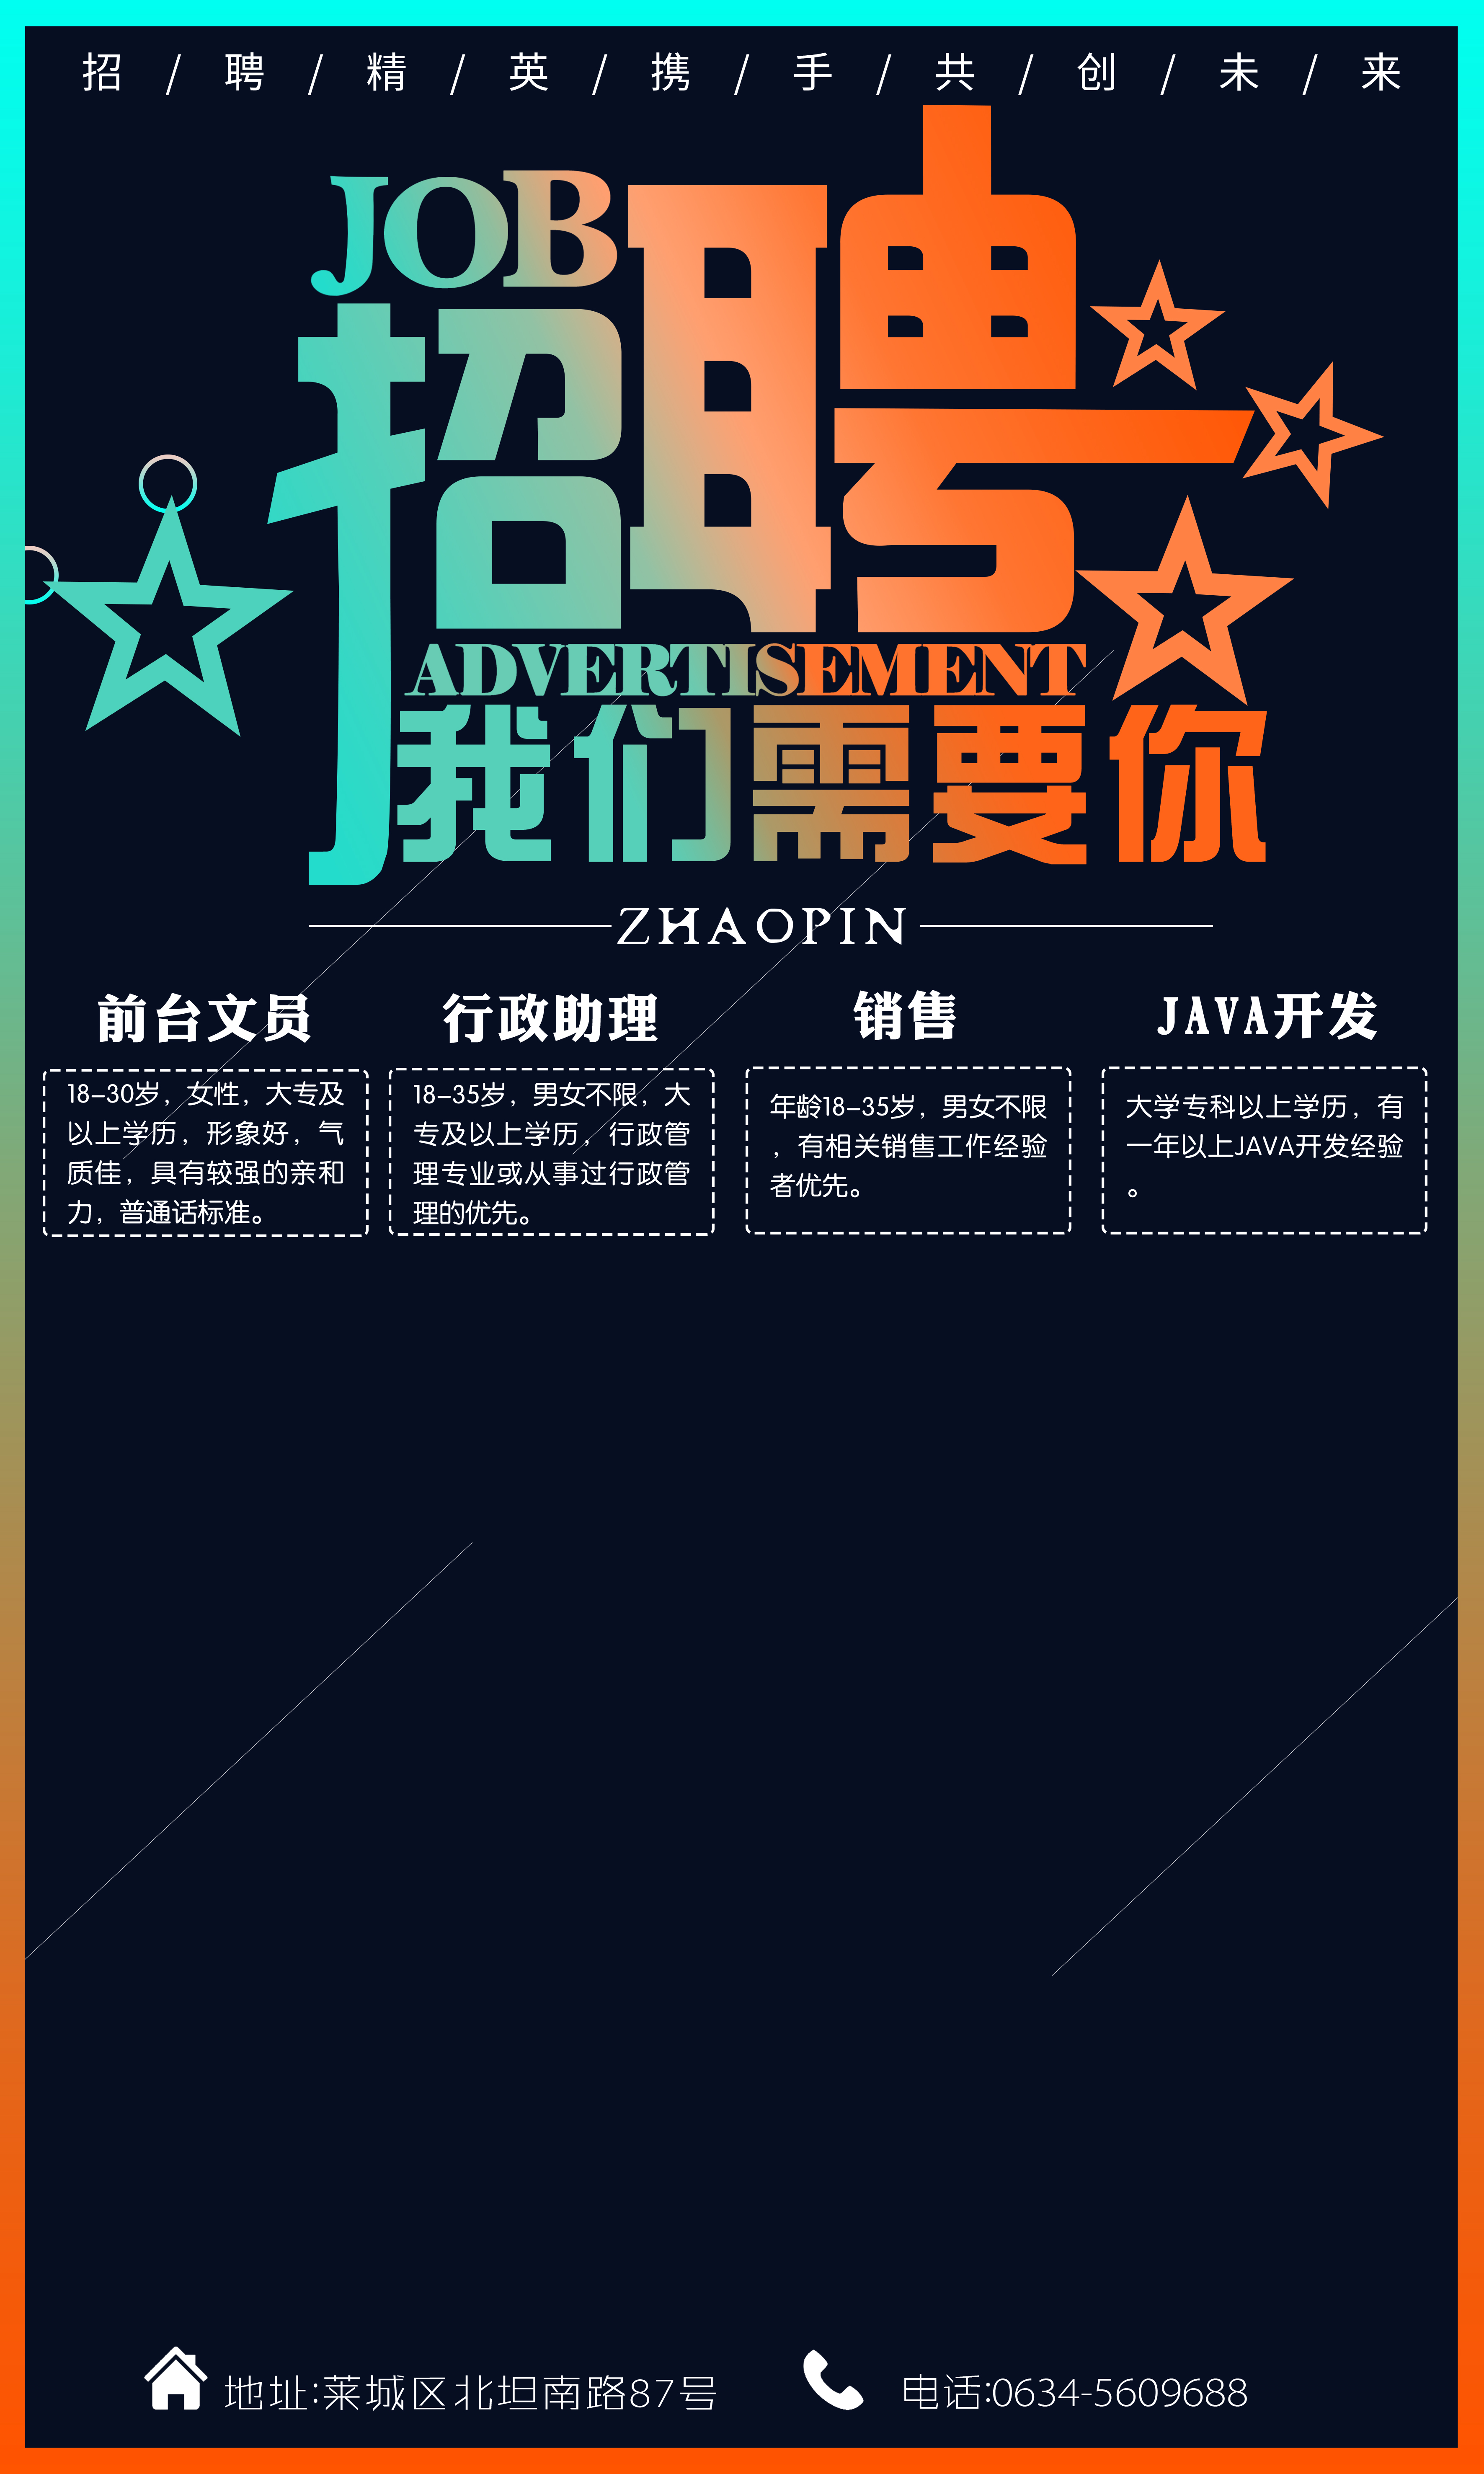 招 / 聘 / 精 / 英 / 携 / 手 / 共 / 创 / 未 / 来
JOB
招聘
ADVERTISEMENT
我们需要你
ZHAOPIN
前台文员
18-30岁，女性，大专及
以上学历，形象好，气
质佳，具有较强的亲和
力，普通话标准。
行政助理
18-35岁，男女不限，大
专及以上学历，行政管
理专业或从事过行政管
理的优先。
销售
年龄18-35岁，男女不限
，有相关销售工作经验
者优先。
JAVA开发
大学专科以上学历，有
一年以上JAVA开发经验
。
地址:莱城区北坦南路87号
电话:0634-5609688